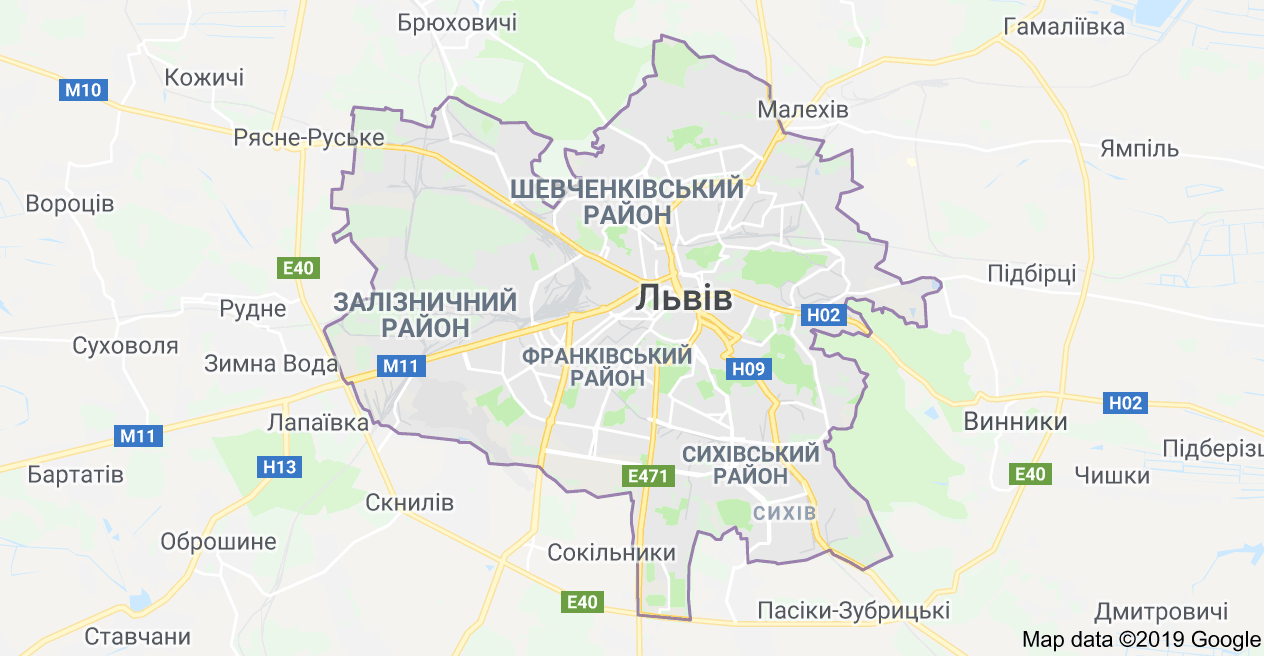 Брюховичі
Гамаліївка
Кожичі
M10
Малехів
Рясне-Руське
Ямпіль
ШЕВЧЕНКІВСЬКИЙ
РАЙОН
Вороців
E40
Підбірці
ЗАЛІЗНИЧНИЙ
РАЙОН
Львів
Рудне
H02
Суховоля
Зимна Вода
M11
ФРАНКІВСЬКИЙ
РАЙОН
H09
H02
Лапаївка
Винники
M11
Підберізц
СИХІВСЬКИЙ
РАЙОН
H13
Бартатів
E471
E40
Чишки
Скнилів
СИХІВ
Оброшине
Сокільники
E40
Пасіки-Зубрицькі
Дмитровичі
Ставчани
Map data ©2019 Google